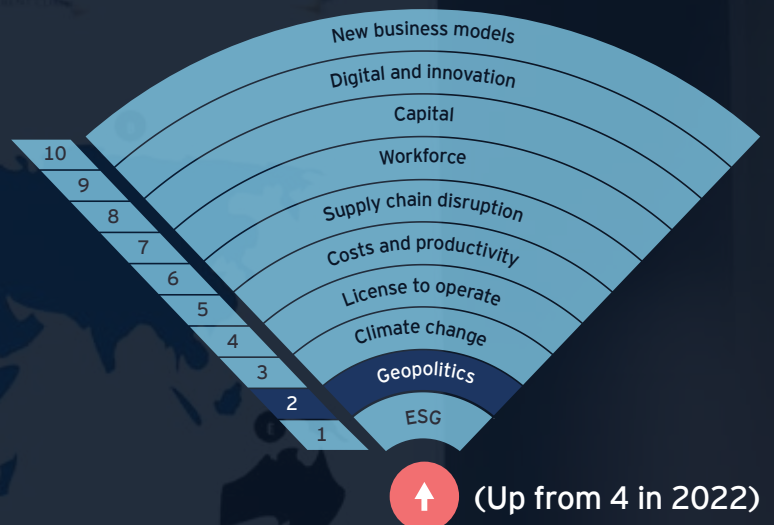 New business models
Digital and innovation
Capital
Workforce
Supply chain disruption
Costs and productivity
License to operate
Climate change
Geopolitics
ESG
10
9
8
7
6
5
4
3
2
1
(Up from 4 in 2022)